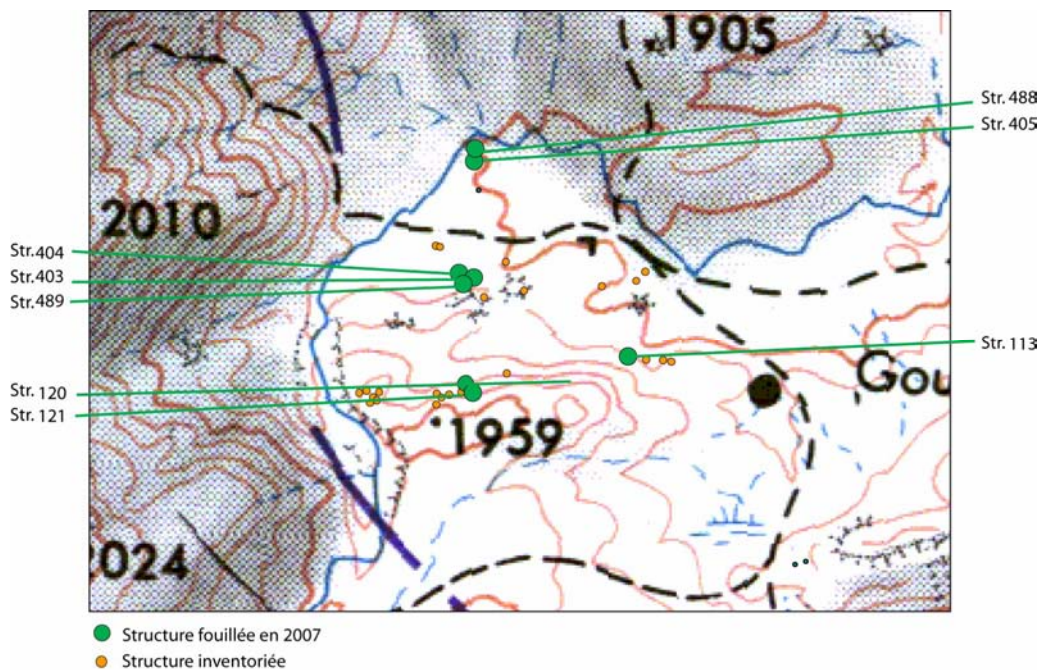 1905
Str. 488
Str. 405
2010
Str. 404
Str. 403
Str. 489
Str. 113
Gou
Str. 120
Str. 121
1959
2024
Structure fouillée en 2007
Structure inventoriée